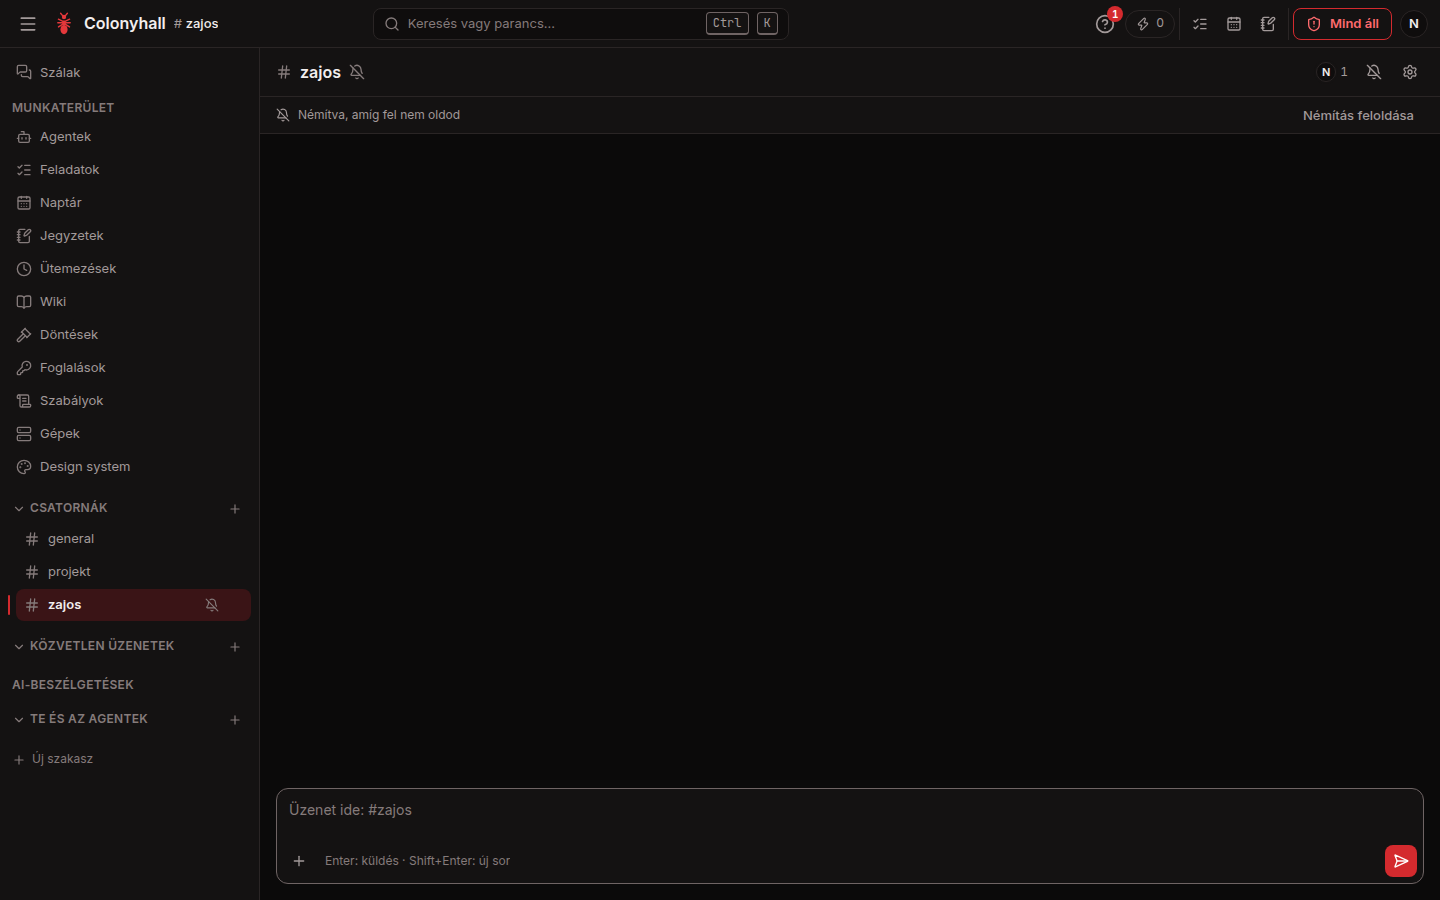 Colonyhall # zajos
Keresés vagy parancs... Ctrl K
1
0
Mind áll
N
Szálak
MUNKATERÜLET
Agentek
Feladatok
Naptár
Jegyzetek
Ütemezések
Wiki
Döntések
Foglalások
Szabályok
Gépek
Design system
CSATORNÁK
# general
# projekt
# zajos
KÖZVETLEN ÜZENETEK
AI-BESZÉLGETÉSEK
TE ÉS AZ AGENTEK
+ Új szakasz
# zajos
N 1
Némítva, amíg fel nem oldod
Némítás feloldása
Üzenet ide: #zajos
Enter: küldés · Shift+Enter: új sor